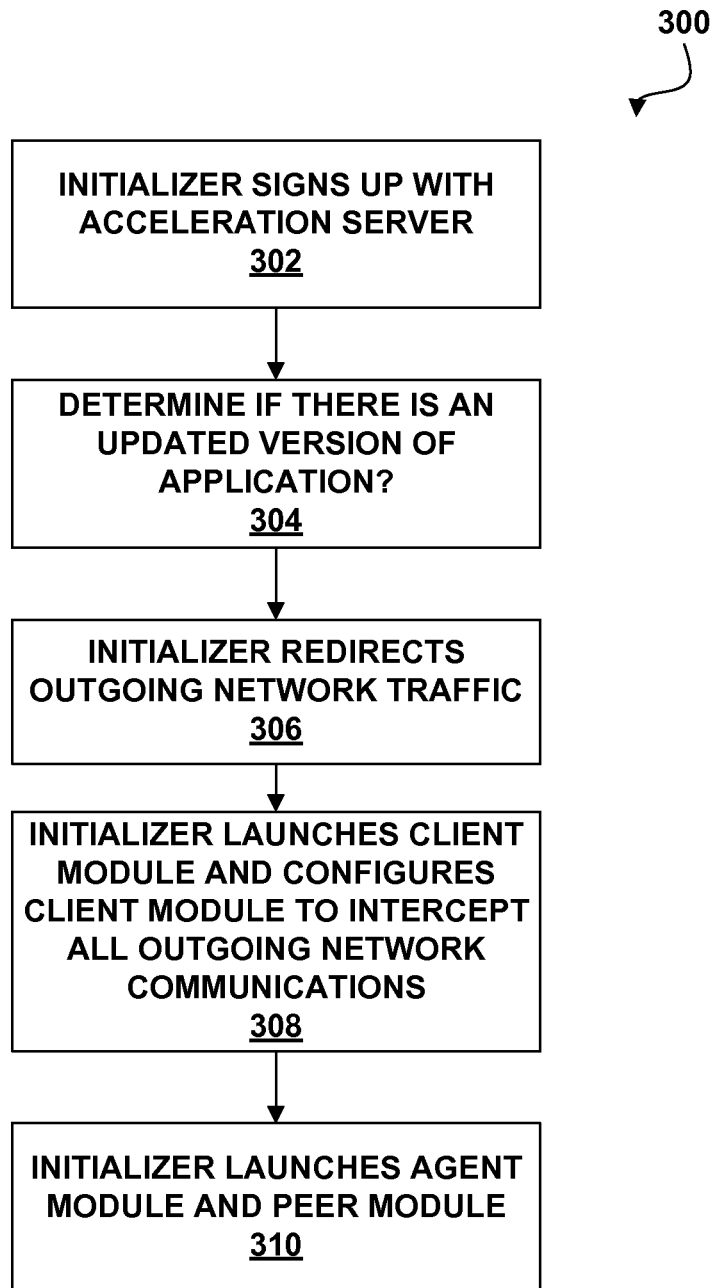 300
INITIALIZER SIGNS UP WITH
ACCELERATION SERVER
302
DETERMINE IF THERE IS AN
UPDATED VERSION OF
APPLICATION?
304
INITIALIZER REDIRECTS
OUTGOING NETWORK TRAFFIC
306
INITIALIZER LAUNCHES CLIENT
MODULE AND CONFIGURES
CLIENT MODULE TO INTERCEPT
ALL OUTGOING NETWORK
COMMUNICATIONS
308
INITIALIZER LAUNCHES AGENT
MODULE AND PEER MODULE
310